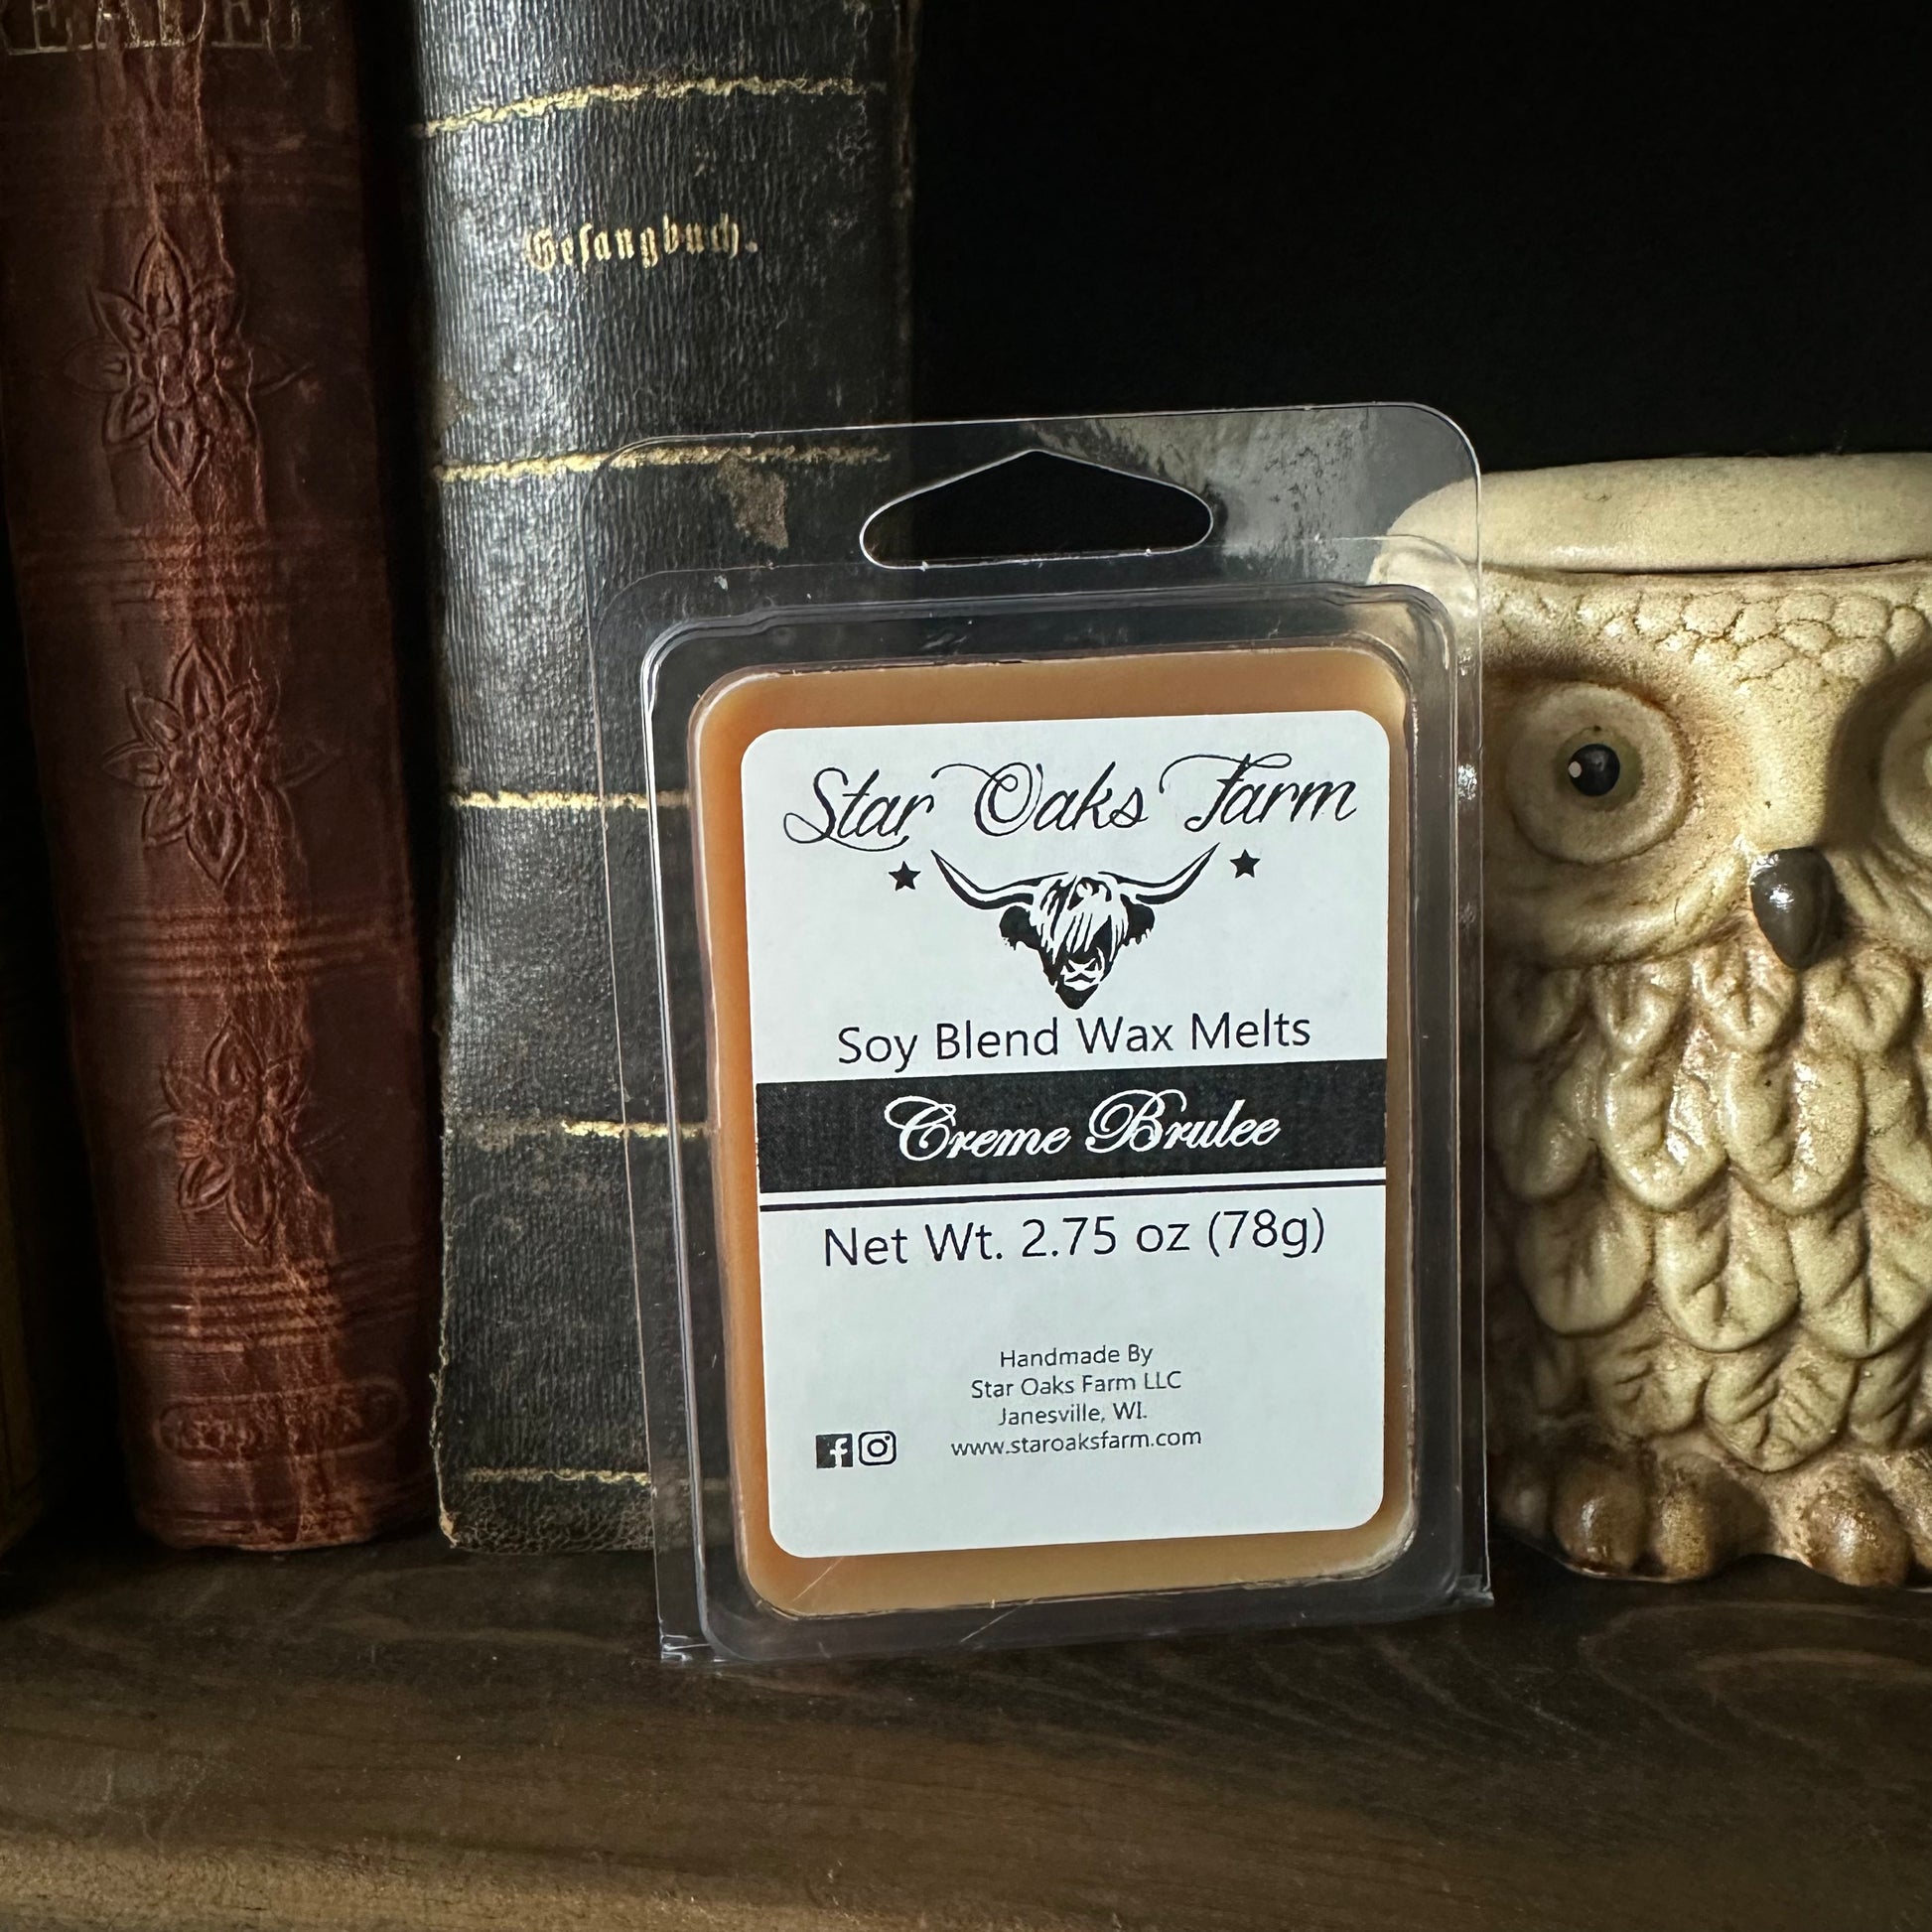 Gesangbuch.
Star Oaks Farm
Soy Blend Wax Melts
Creme Brulee
Net Wt. 2.75 oz (78g)
Handmade By
Star Oaks Farm LLC
Janesville, WI.
www.staroaksfarm.com